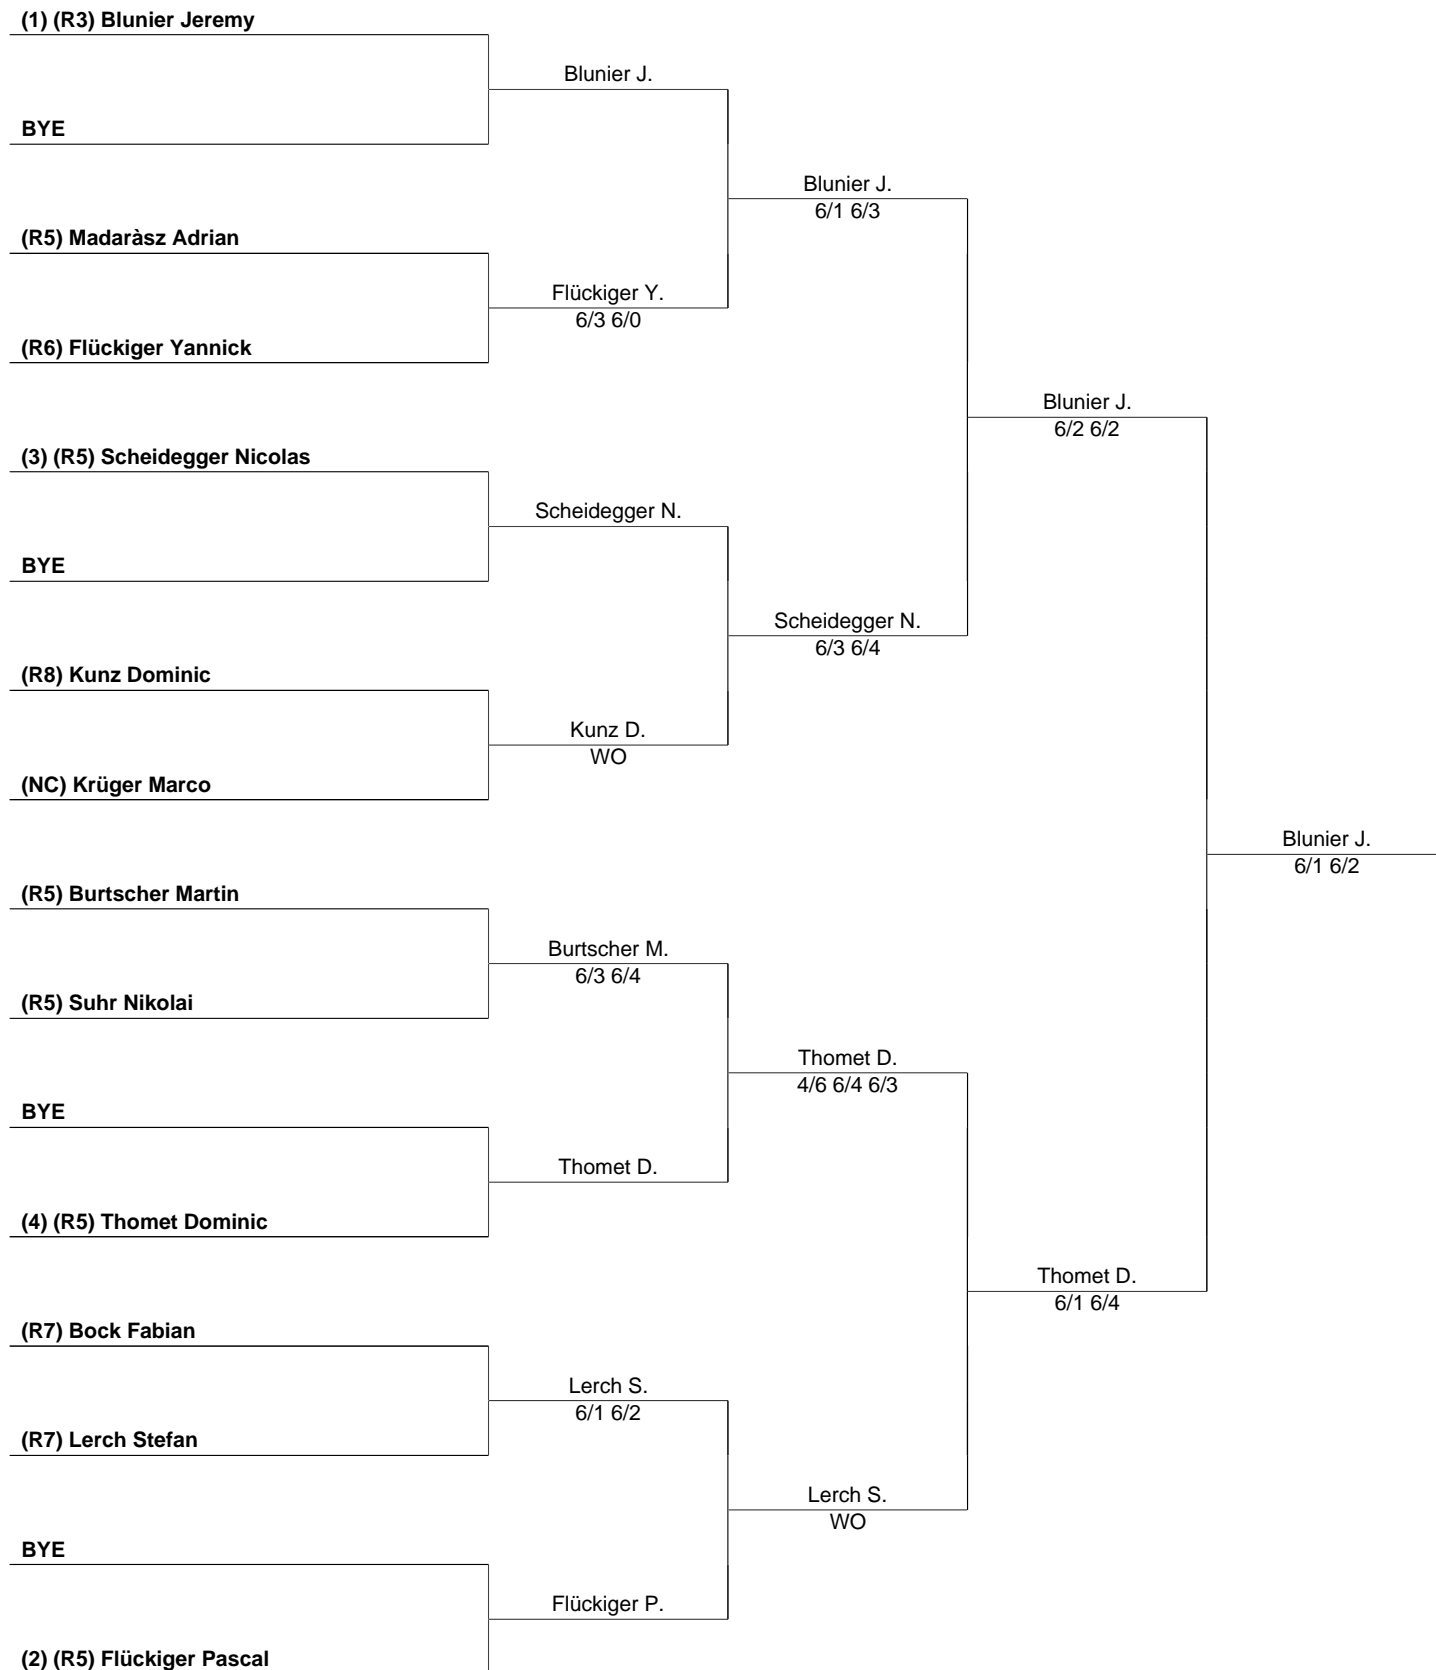 (1) (R3) Blunier Jeremy
Blunier J.
BYE
Blunier J.
6/1 6/3
(R5) Madaràsz Adrian
Flückiger Y.
6/3 6/0
(R6) Flückiger Yannick
Blunier J.
6/2 6/2
(3) (R5) Scheidegger Nicolas
Scheidegger N.
BYE
Scheidegger N.
6/3 6/4
(R8) Kunz Dominic
Kunz D.
WO
(NC) Krüger Marco
Blunier J.
6/1 6/2
(R5) Burtscher Martin
Burtscher M.
6/3 6/4
(R5) Suhr Nikolai
Thomet D.
4/6 6/4 6/3
BYE
Thomet D.
(4) (R5) Thomet Dominic
Thomet D.
6/1 6/4
(R7) Bock Fabian
Lerch S.
6/1 6/2
(R7) Lerch Stefan
Lerch S.
WO
BYE
Flückiger P.
(2) (R5) Flückiger Pascal